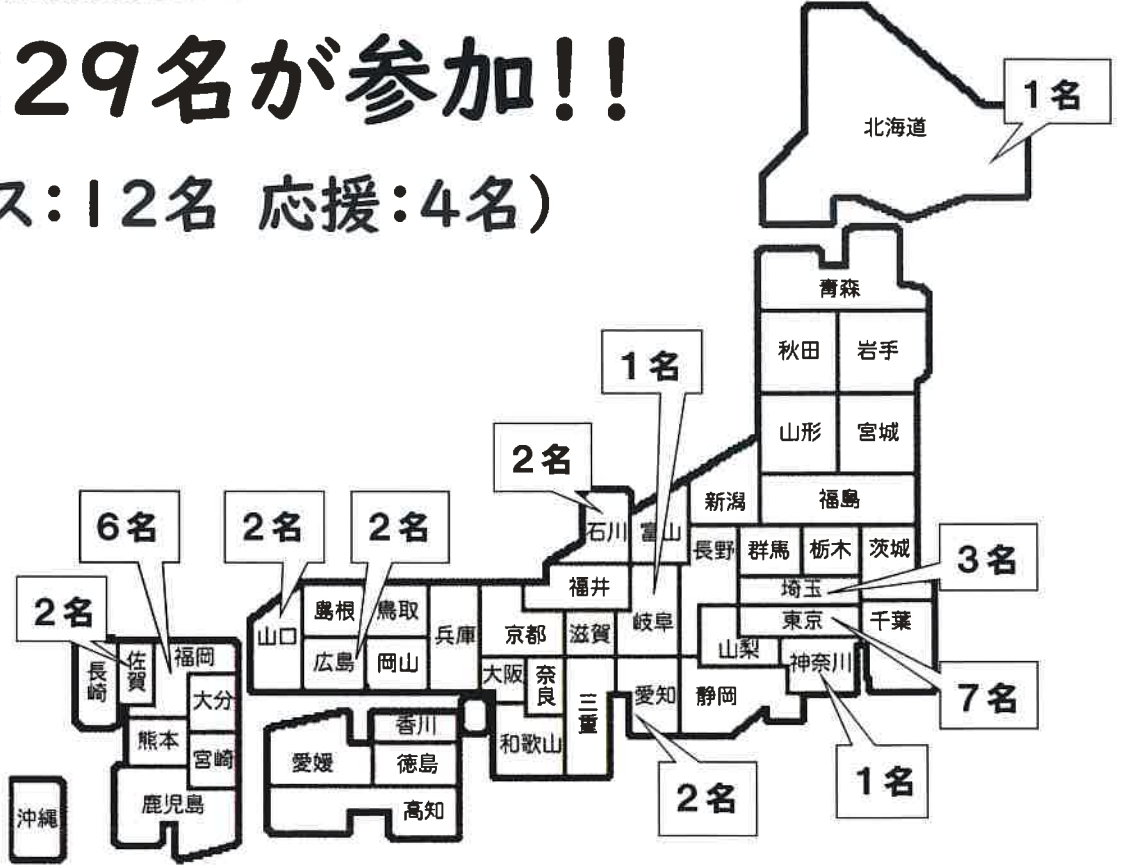 29名が参加!!
ス:12名 応援:4名)
1名
北海道
青森
秋田 岩手
1名
山形 宮城
2名
新潟 福島
6名 2名 2名
石川 富山 長野 群馬 栃木 茨城
3名
福井 埼玉
2名
島根 鳥取 兵庫 京都 滋賀 岐阜 東京 千葉
山口 広島 岡山 山梨 神奈川
長崎 佐賀 福岡
大阪 奈良 三重 愛知 静岡
7名
大分
熊本 宮崎
香川 和歌山
愛媛 徳島
2名 1名
鹿児島 高知
沖縄